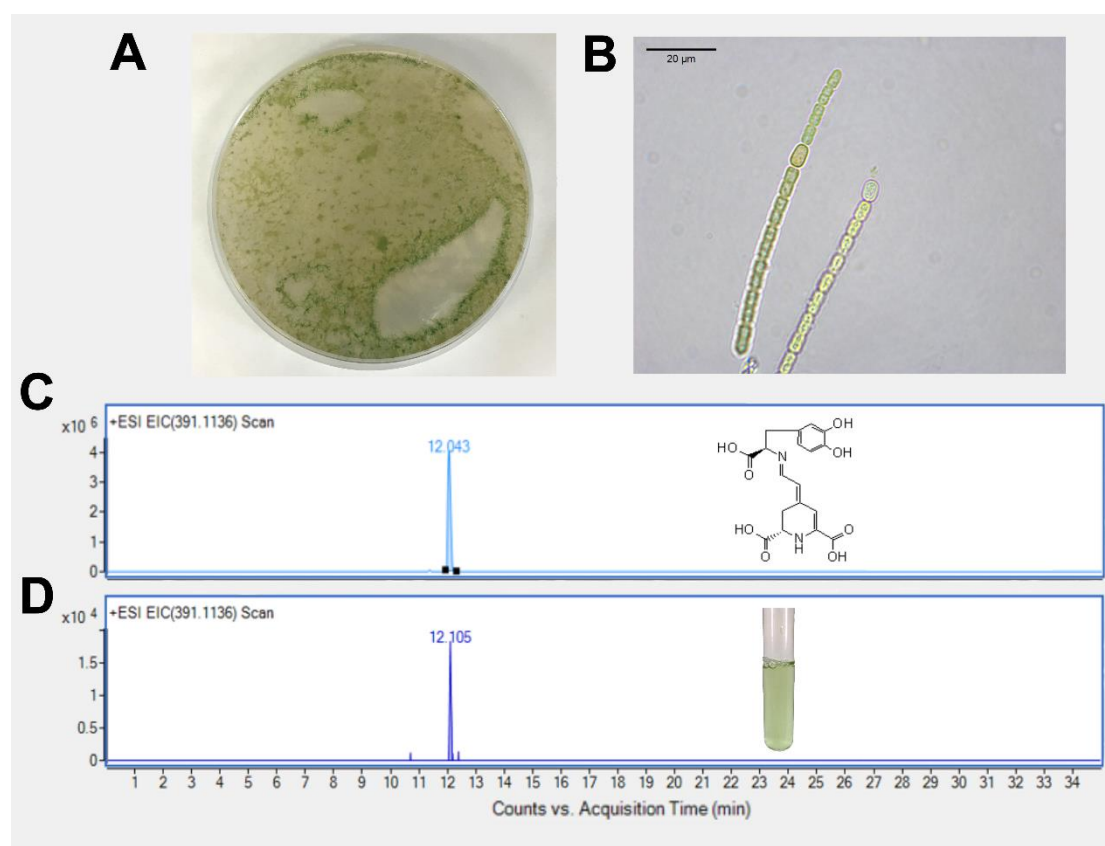 A
B
20 µm
C
x10 6
+ESI EIC(391.1136) Scan
4
3
2
1
0
12.043
HO
O
N
OH
OH
HO
O
N
H
O
OH
D
x10 4
+ESI EIC(391.1136) Scan
1.5
1
0.5
0
12.105
1 2 3 4 5 6 7 8 9 10 11 12 13 14 15 16 17 18 19 20 21 22 23 24 25 26 27 28 29 30 31 32 33 34
Counts vs. Acquisition Time (min)